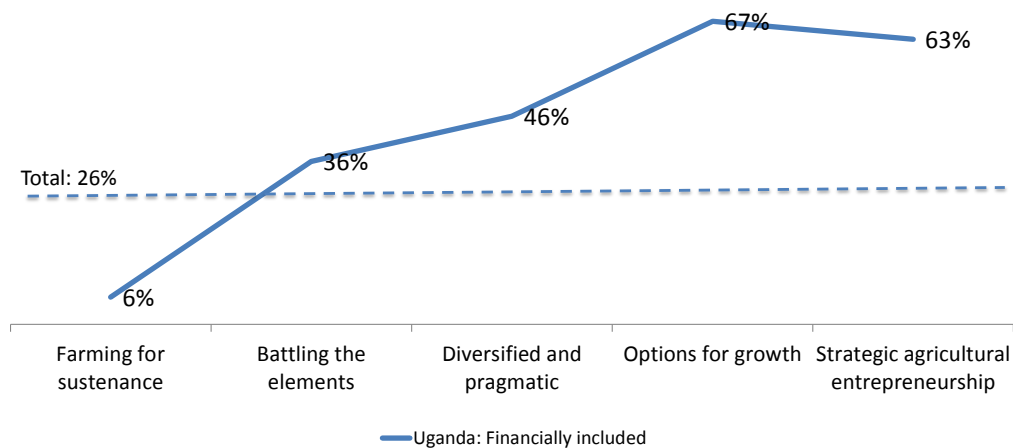 67%
63%
46%
36%
Total: 26%
6%
Farming for
sustenance
Battling the
elements
Diversified and
pragmatic
Options for growth
Strategic agricultural
entrepreneurship
Uganda: Financially included